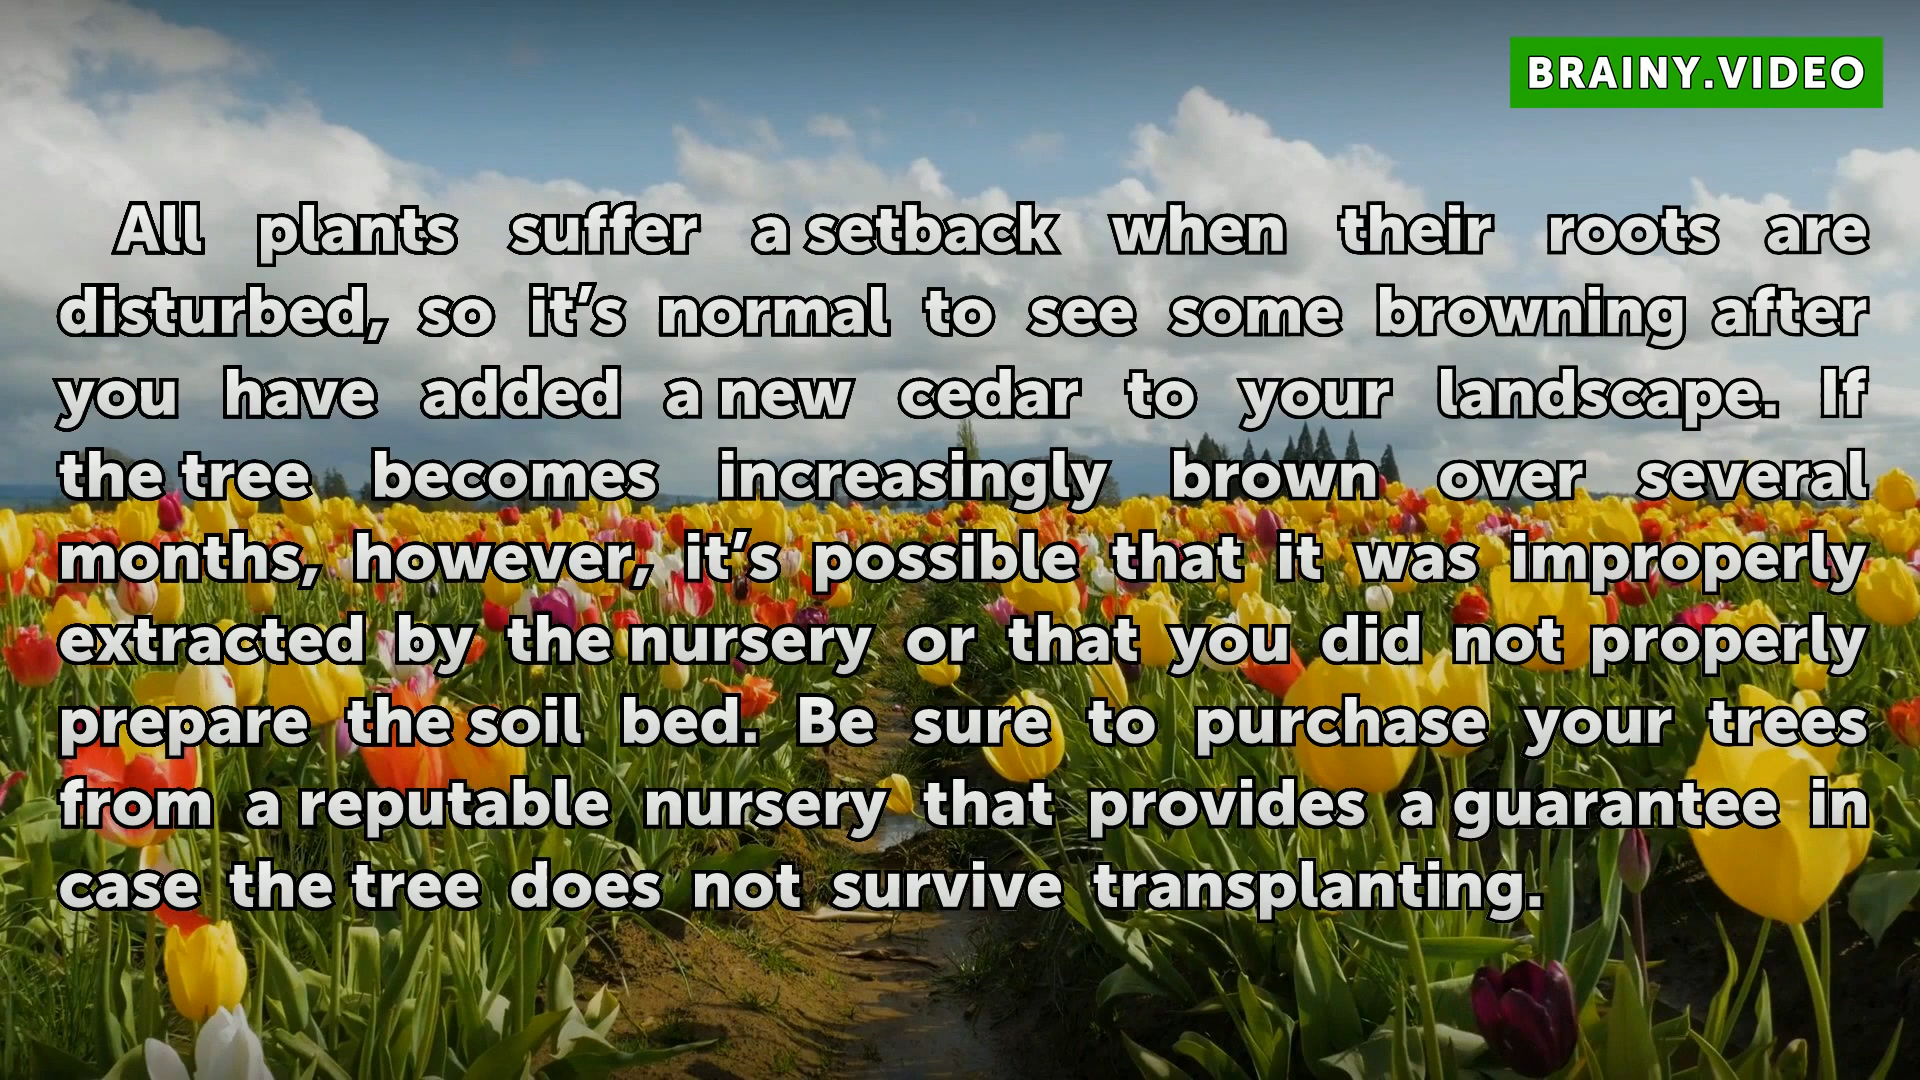 BRAINY.VIDEO
All plants suffer a setback when their roots are
disturbed, so it’s normal to see some browning after
you have added a new cedar to your landscape. If
the tree becomes increasingly brown over several
months, however, it’s possible that it was improperly
extracted by the nursery or that you did not properly
prepare the soil bed. Be sure to purchase your trees
from a reputable nursery that provides a guarantee in
case the tree does not survive transplanting.